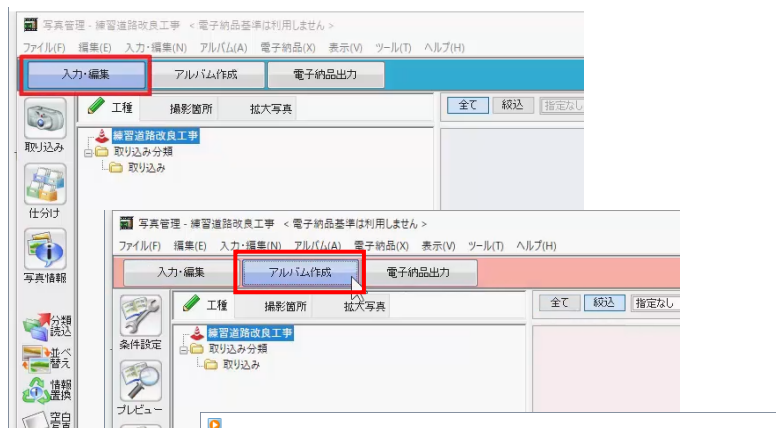 写真管理 - 練習道路改良工事 < 電子納品基準は利用しません >
ファイル(F) 編集(E) 入力・編集(N) アルバム(A) 電子納品(X) 表示(V) ツール(T) ヘルプ(H)
入力・編集 アルバム作成 電子納品出力
工種 撮影箇所 拡大写真 全て 絞込 指定なし
取り込み
練習道路改良工事
取り込み分類
取り込み
仕分け
写真情報
分類読込
並べ替え
情報置換
空白
写真管理 - 練習道路改良工事 < 電子納品基準は利用しません >
ファイル(F) 編集(E) 入力・編集(N) アルバム(A) 電子納品(X) 表示(V) ツール(T) ヘルプ(H)
入力・編集 アルバム作成 電子納品出力
工種 撮影箇所 拡大写真 全て 絞込 指定なし
条件設定
練習道路改良工事
取り込み分類
取り込み
プレビュー